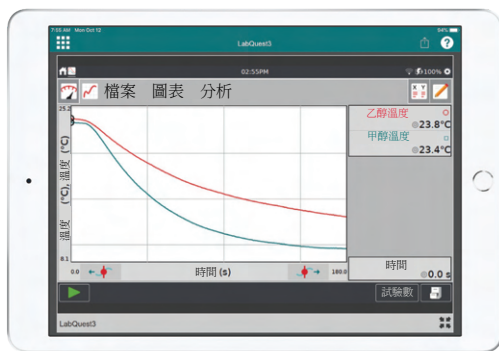 7:55 AM Mon Oct 12
54%
LabQuest3
?
02:55PM
100%
檔案 圖表 分析
X Y
25.2
溫度 (°C), 溫度 (°C)
8.1
乙醇溫度
23.8°C
甲醇溫度
23.4°C
0.0
時間 (s)
180.0
時間
0.0 s
試驗數
LabQuest3